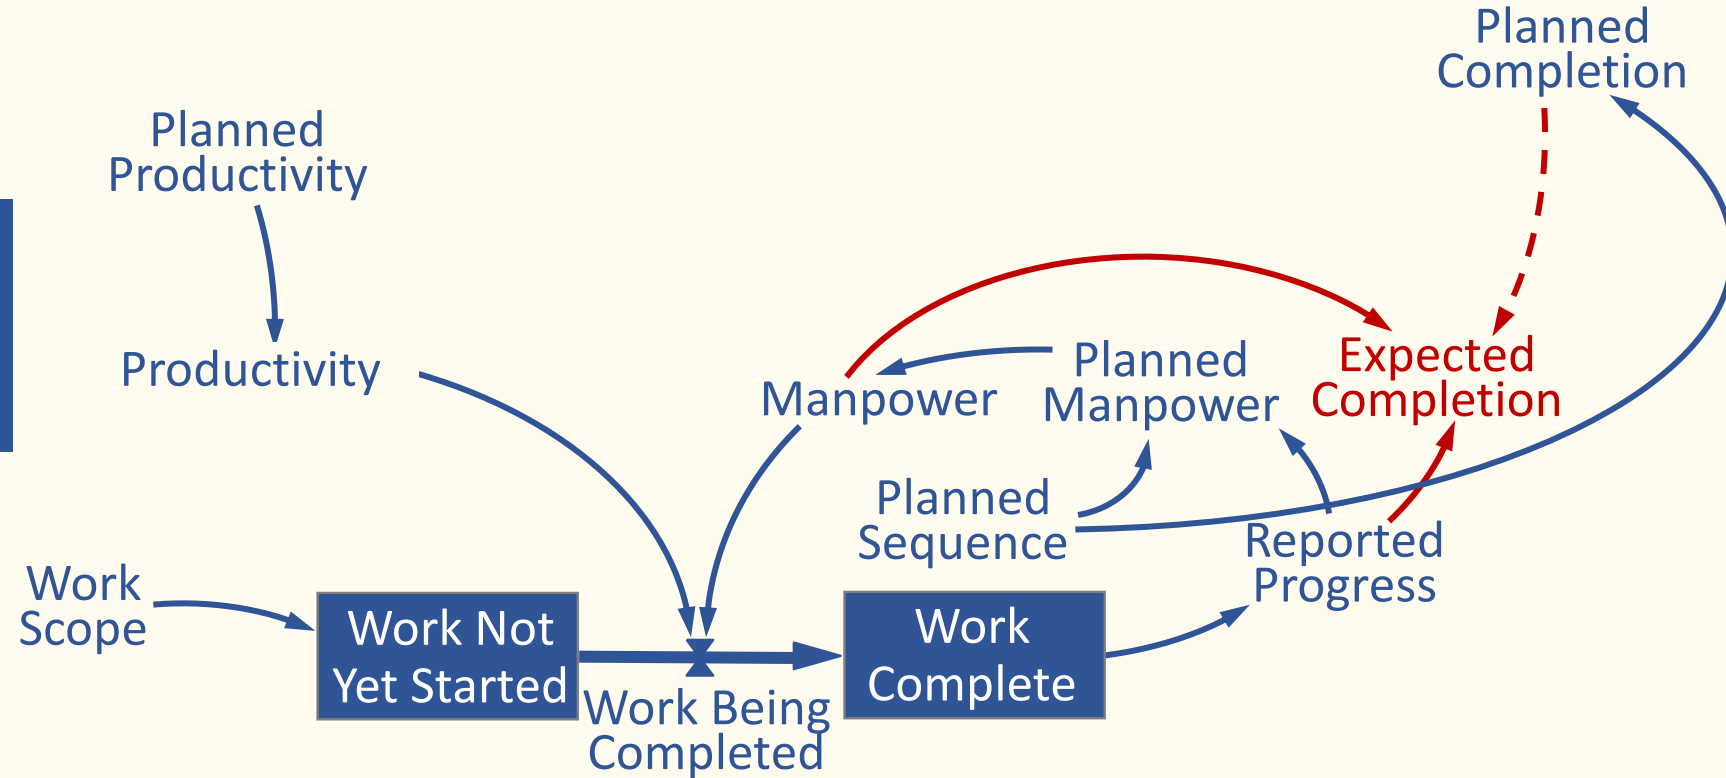 Planned
Completion
Planned
Productivity
Productivity
Manpower
Planned
Manpower
Expected
Completion
Planned
Sequence
Reported
Progress
Work
Scope
Work Not
Yet Started
Work Being
Completed
Work
Complete